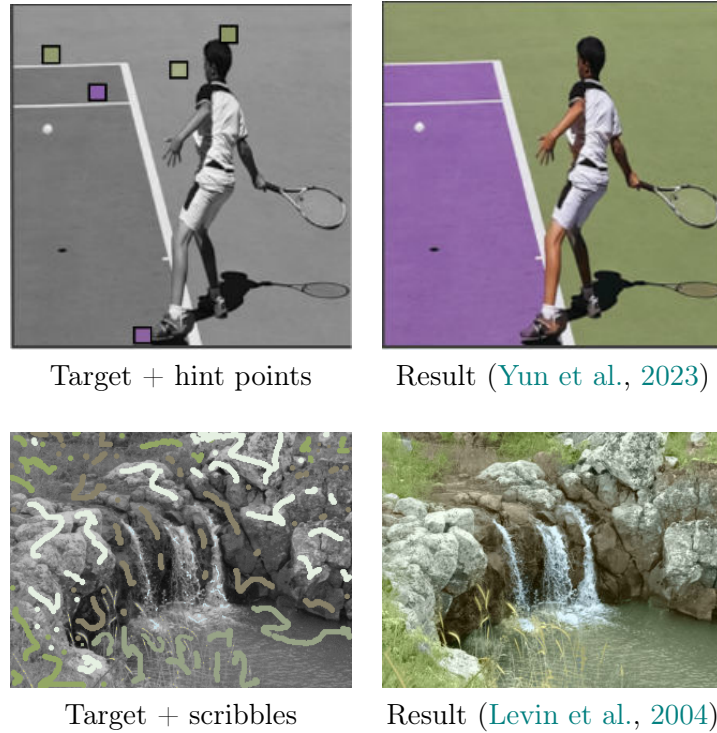 Target + hint points
Result (Yun et al., 2023)
Target + scribbles
Result (Levin et al., 2004)